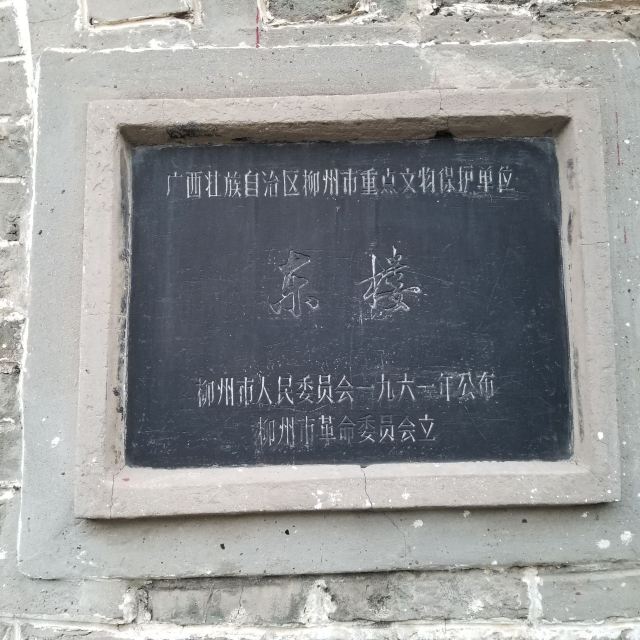 广西壮族自治区柳州市重点文物保护单位
东楼
柳州市人民委员会一九六一年公布
柳州市革命委员会立